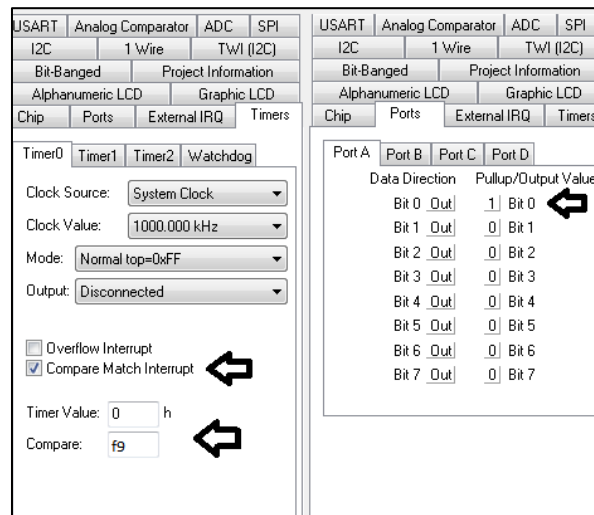 USART Analog Comparator ADC SPI
I2C 1 Wire TWI (I2C)
Bit-Banged Project Information
Alphanumeric LCD Graphic LCD
Chip Ports External IRQ Timers
Timer0 Timer1 Timer2 Watchdog
Clock Source: System Clock
Clock Value: 1000.000 kHz
Mode: Normal top=0xFF
Output: Disconnected
Overflow Interrupt
Compare Match Interrupt
Timer Value: 0 h
Compare: f9
USART Analog Comparator ADC SPI
I2C 1 Wire TWI (I2C)
Bit-Banged Project Information
Alphanumeric LCD Graphic LCD
Chip Ports External IRQ Timers
Port A Port B Port C Port D
Data Direction Pullup/Output Value
Bit 0 Out 1 Bit 0
Bit 1 Out 0 Bit 1
Bit 2 Out 0 Bit 2
Bit 3 Out 0 Bit 3
Bit 4 Out 0 Bit 4
Bit 5 Out 0 Bit 5
Bit 6 Out 0 Bit 6
Bit 7 Out 0 Bit 7